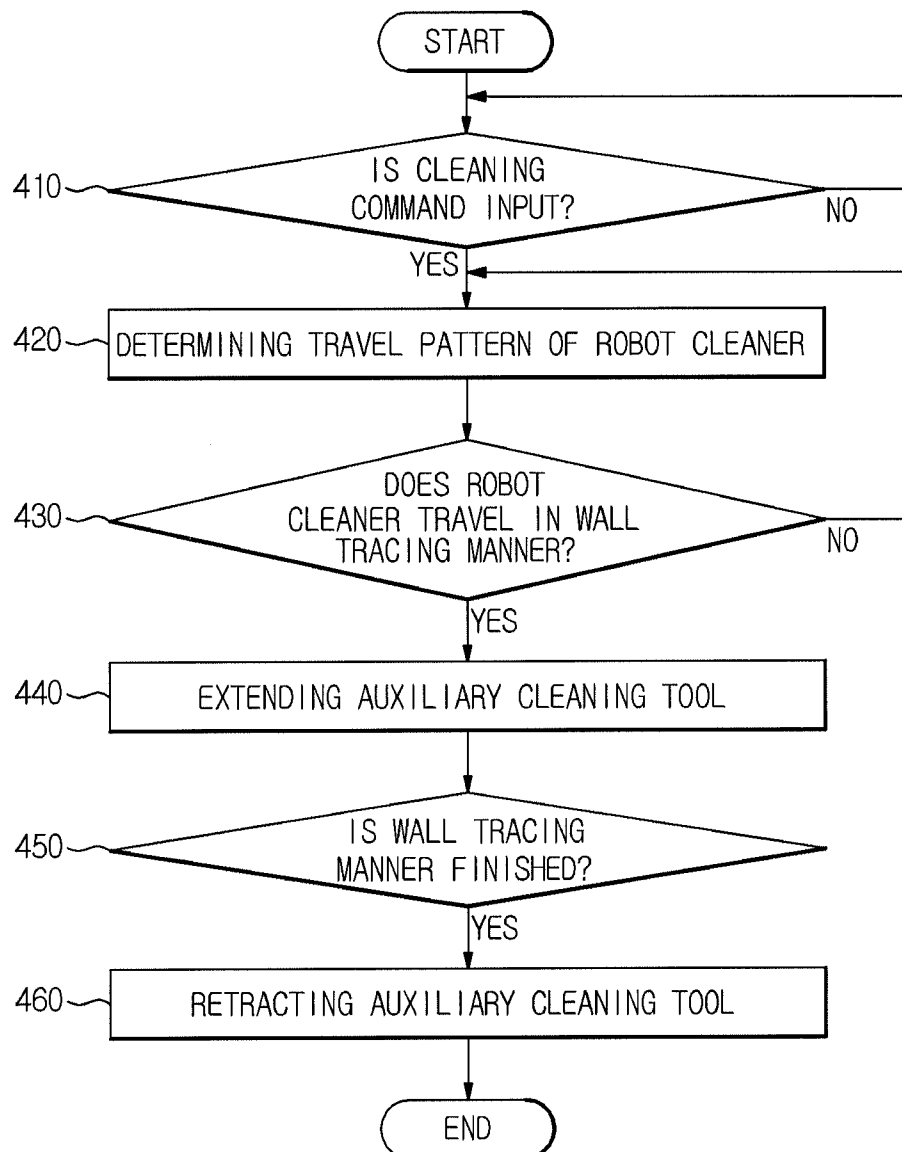 START
410
IS CLEANING
COMMAND INPUT?
NO
YES
420
DETERMINING TRAVEL PATTERN OF ROBOT CLEANER
430
DOES ROBOT
CLEANER TRAVEL IN WALL
TRACING MANNER?
NO
YES
440
EXTENDING AUXILIARY CLEANING TOOL
450
IS WALL TRACING
MANNER FINISHED?
YES
460
RETRACTING AUXILIARY CLEANING TOOL
END